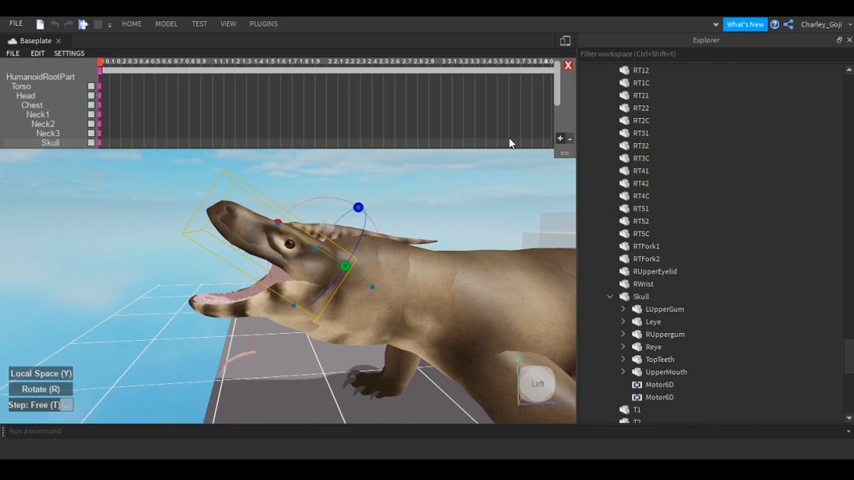 FILE HOME MODEL TEST VIEW PLUGINS What's New Charley_Goji
Baseplate Explorer
FILE EDIT SETTINGS
Filter workspace (Ctrl+Shift+X)
HumanoidRootPart
Torso
Head
Chest
Neck1
Neck2
Neck3
Skull
Local Space (Y)
Rotate (R)
Step: Free (T)
Left
RT12
RT1C
RT21
RT22
RT2C
RT31
RT32
RT3C
RT41
RT42
RT4C
RT51
RT52
RT5C
RTFork1
RTFork2
RUpperEyelid
RWrist
Skull
LUpperGum
Leye
RUppergum
Reye
TopTeeth
UpperMouth
Motor6D
Motor6D
T1
Run a command